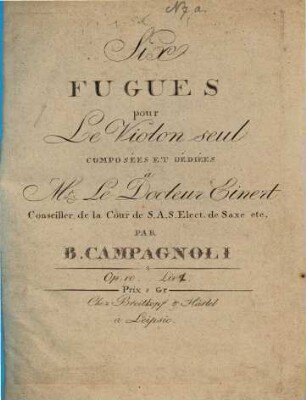 Six
FUGUES
pour
Le Violon seul
COMPOSÉES ET DÉDIÉES
à
Mr. Le Docteur Einert
Conseiller de la Cour de S.A.S. Elect. de Saxe etc.
PAR
B. CAMPAGNOLI
Op. 10 Liv. 1.
Prix Gr
Chez Breitkopf & Härtel
a Leipsic.